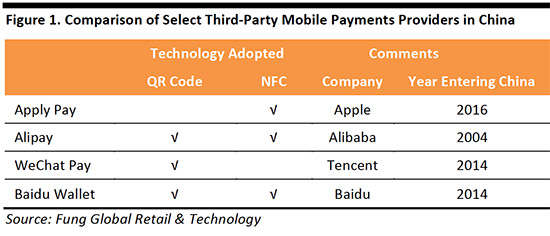 Figure 1. Comparison of Select Third-Party Mobile Payments Providers in China
Technology Adopted Comments
QR Code NFC Company Year Entering China
Apply Pay √ Apple 2016
Alipay √ √ Alibaba 2004
WeChat Pay √ Tencent 2014
Baidu Wallet √ √ Baidu 2014
Source: Fung Global Retail & Technology